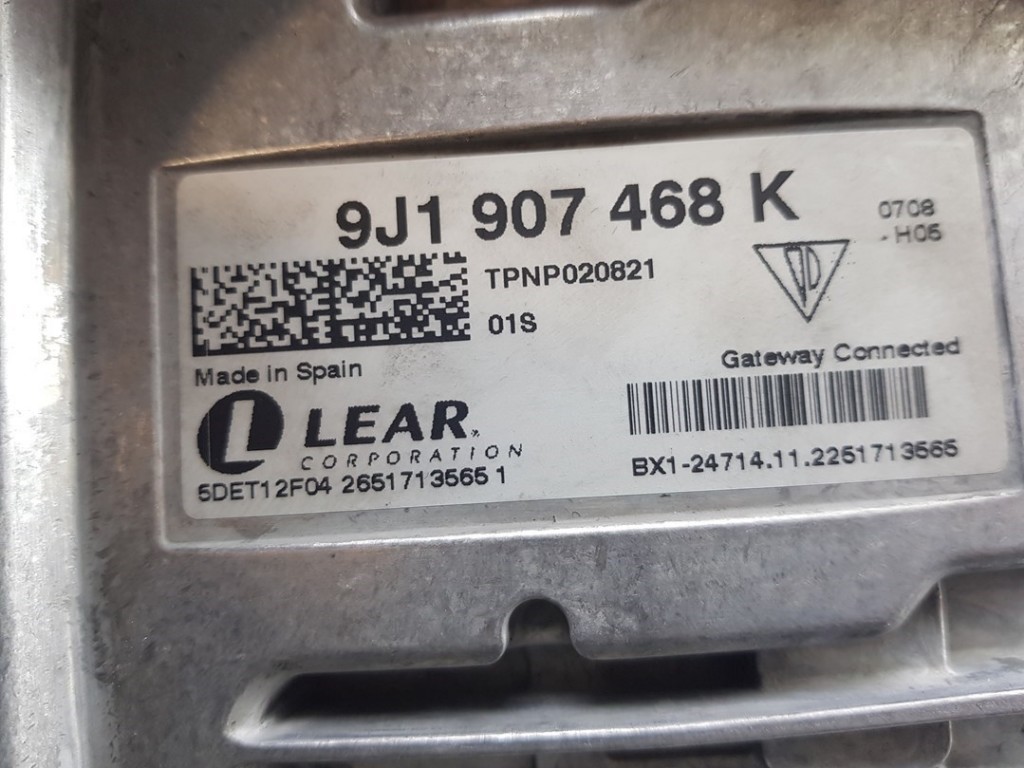 9J1 907 468 K
0708
- H05
TPNP020821
01S
Gateway Connected
Made in Spain
LEAR
CORPORATION
BX1-24714.11.2251713565
5DET12F04 2651713565 1